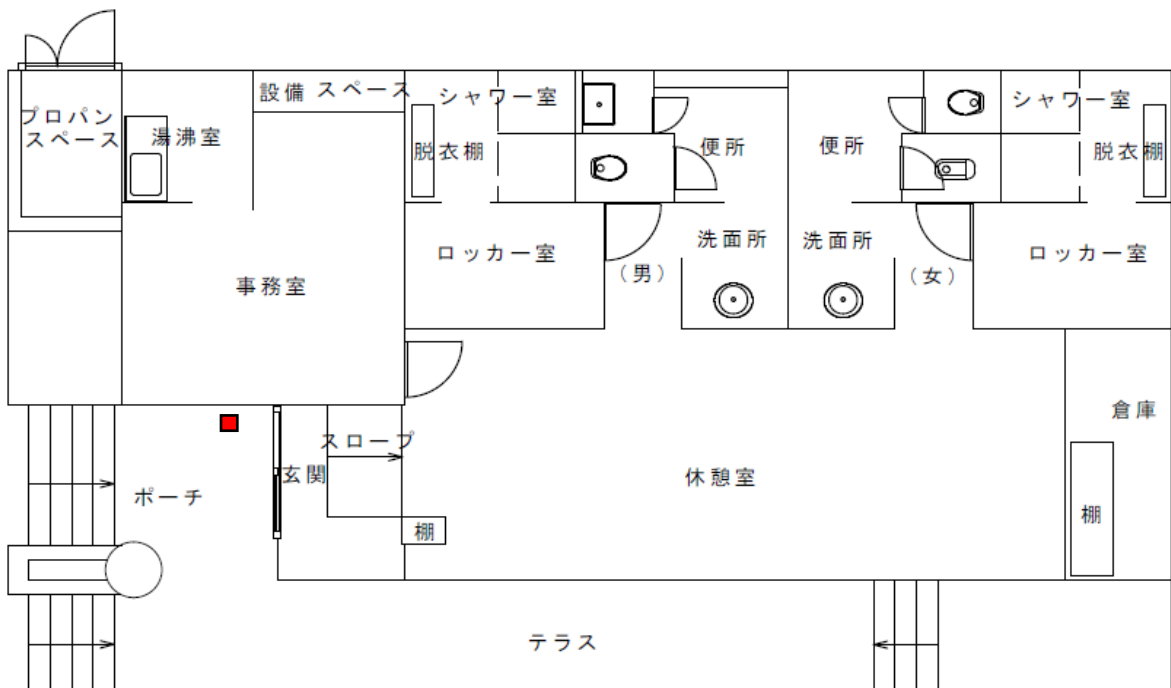 設備 スペース
シャワー室
シャワー室
プロパン
スペース
湯沸室
脱衣棚
便所
便所
脱衣棚
ロッカー室
洗面所
洗面所
ロッカー室
(男)
(女)
事務室
倉庫
スロープ
玄関
休憩室
ポーチ
棚
棚
テラス